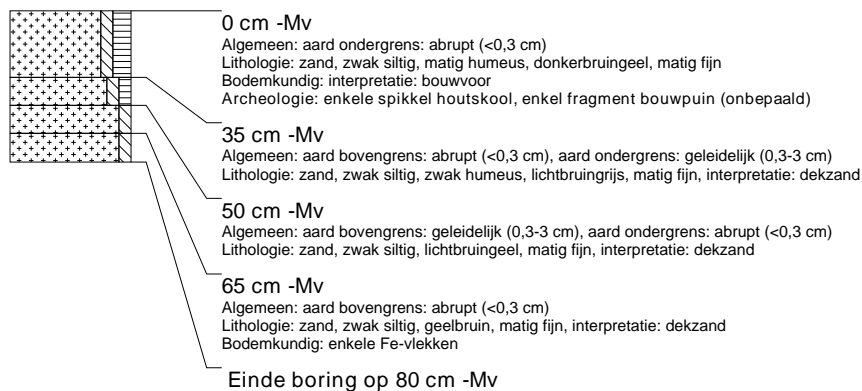 0 cm -Mv
Algemeen: aard ondergrens: abrupt (<0,3 cm)
Lithologie: zand, zwak siltig, matig humeus, donkerbruingeel, matig fijn
Bodemkundig: interpretatie: bouwvoor
Archeologie: enkele spikkel houtskool, enkel fragment bouwpuin (onbepaald)
35 cm -Mv
Algemeen: aard bovengrens: abrupt (<0,3 cm), aard ondergrens: geleidelijk (0,3-3 cm)
Lithologie: zand, zwak siltig, zwak humeus, lichtbruingrijs, matig fijn, interpretatie: dekzand
50 cm -Mv
Algemeen: aard bovengrens: geleidelijk (0,3-3 cm), aard ondergrens: abrupt (<0,3 cm)
Lithologie: zand, zwak siltig, lichtbruingeel, matig fijn, interpretatie: dekzand
65 cm -Mv
Algemeen: aard bovengrens: abrupt (<0,3 cm)
Lithologie: zand, zwak siltig, geelbruin, matig fijn, interpretatie: dekzand
Bodemkundig: enkele Fe-vlekken
Einde boring op 80 cm -Mv